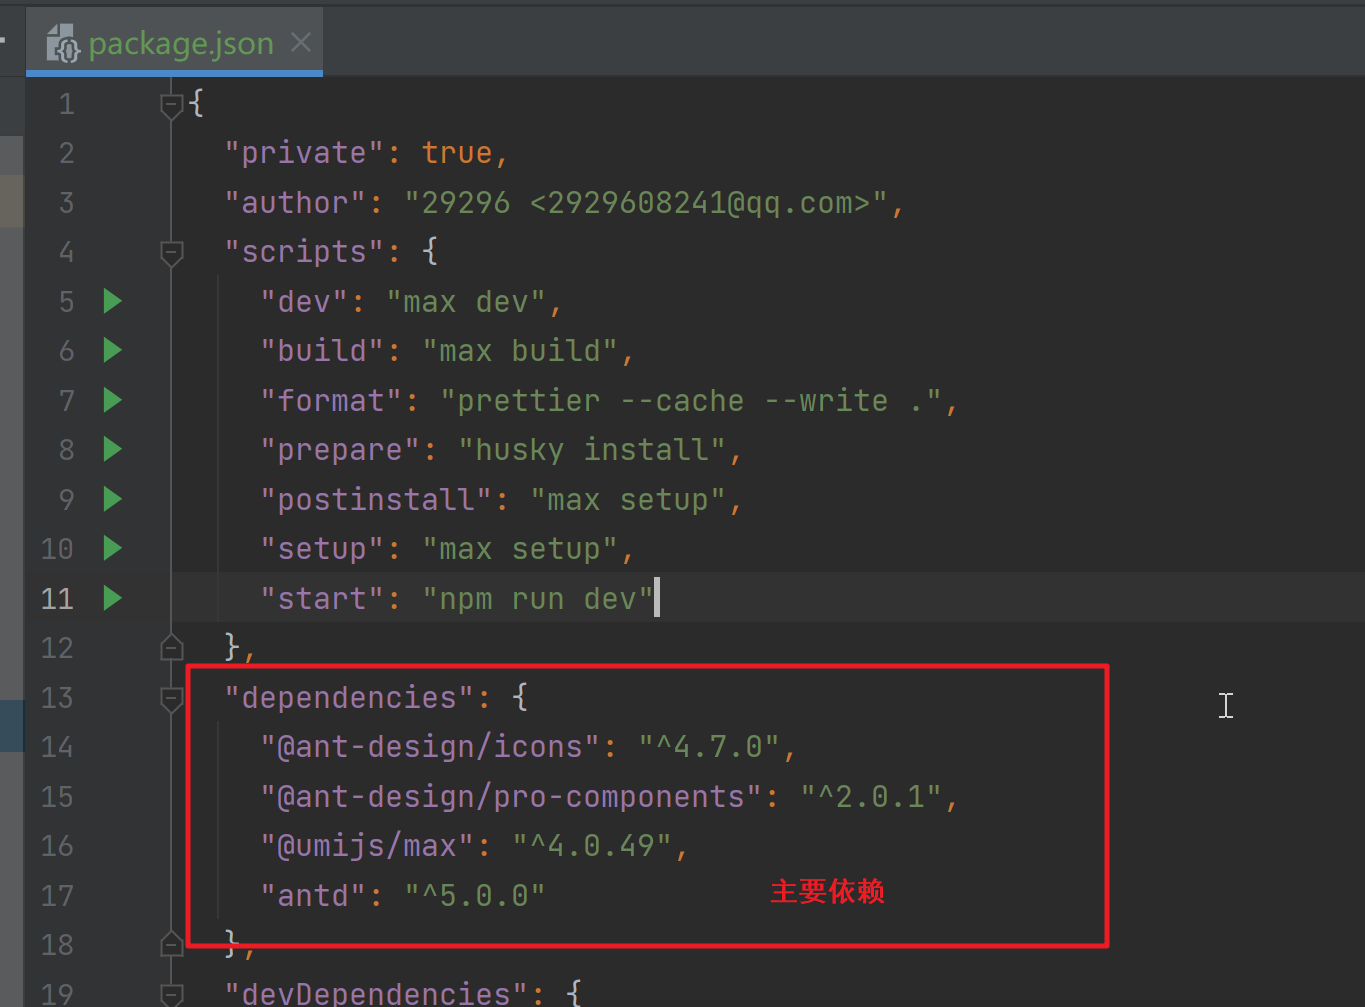 package.json
1 {
2 "private": true,
3 "author": "29296 <2929608241@qq.com>",
4 "scripts": {
5 "dev": "max dev",
6 "build": "max build",
7 "format": "prettier --cache --write .",
8 "prepare": "husky install",
9 "postinstall": "max setup",
10 "setup": "max setup",
11 "start": "npm run dev"
12 },
13 "dependencies": {
14 "@ant-design/icons": "^4.7.0",
15 "@ant-design/pro-components": "^2.0.1",
16 "@umijs/max": "^4.0.49",
17 "antd": "^5.0.0" 主要依赖
18 },
19 "devDependencies": {